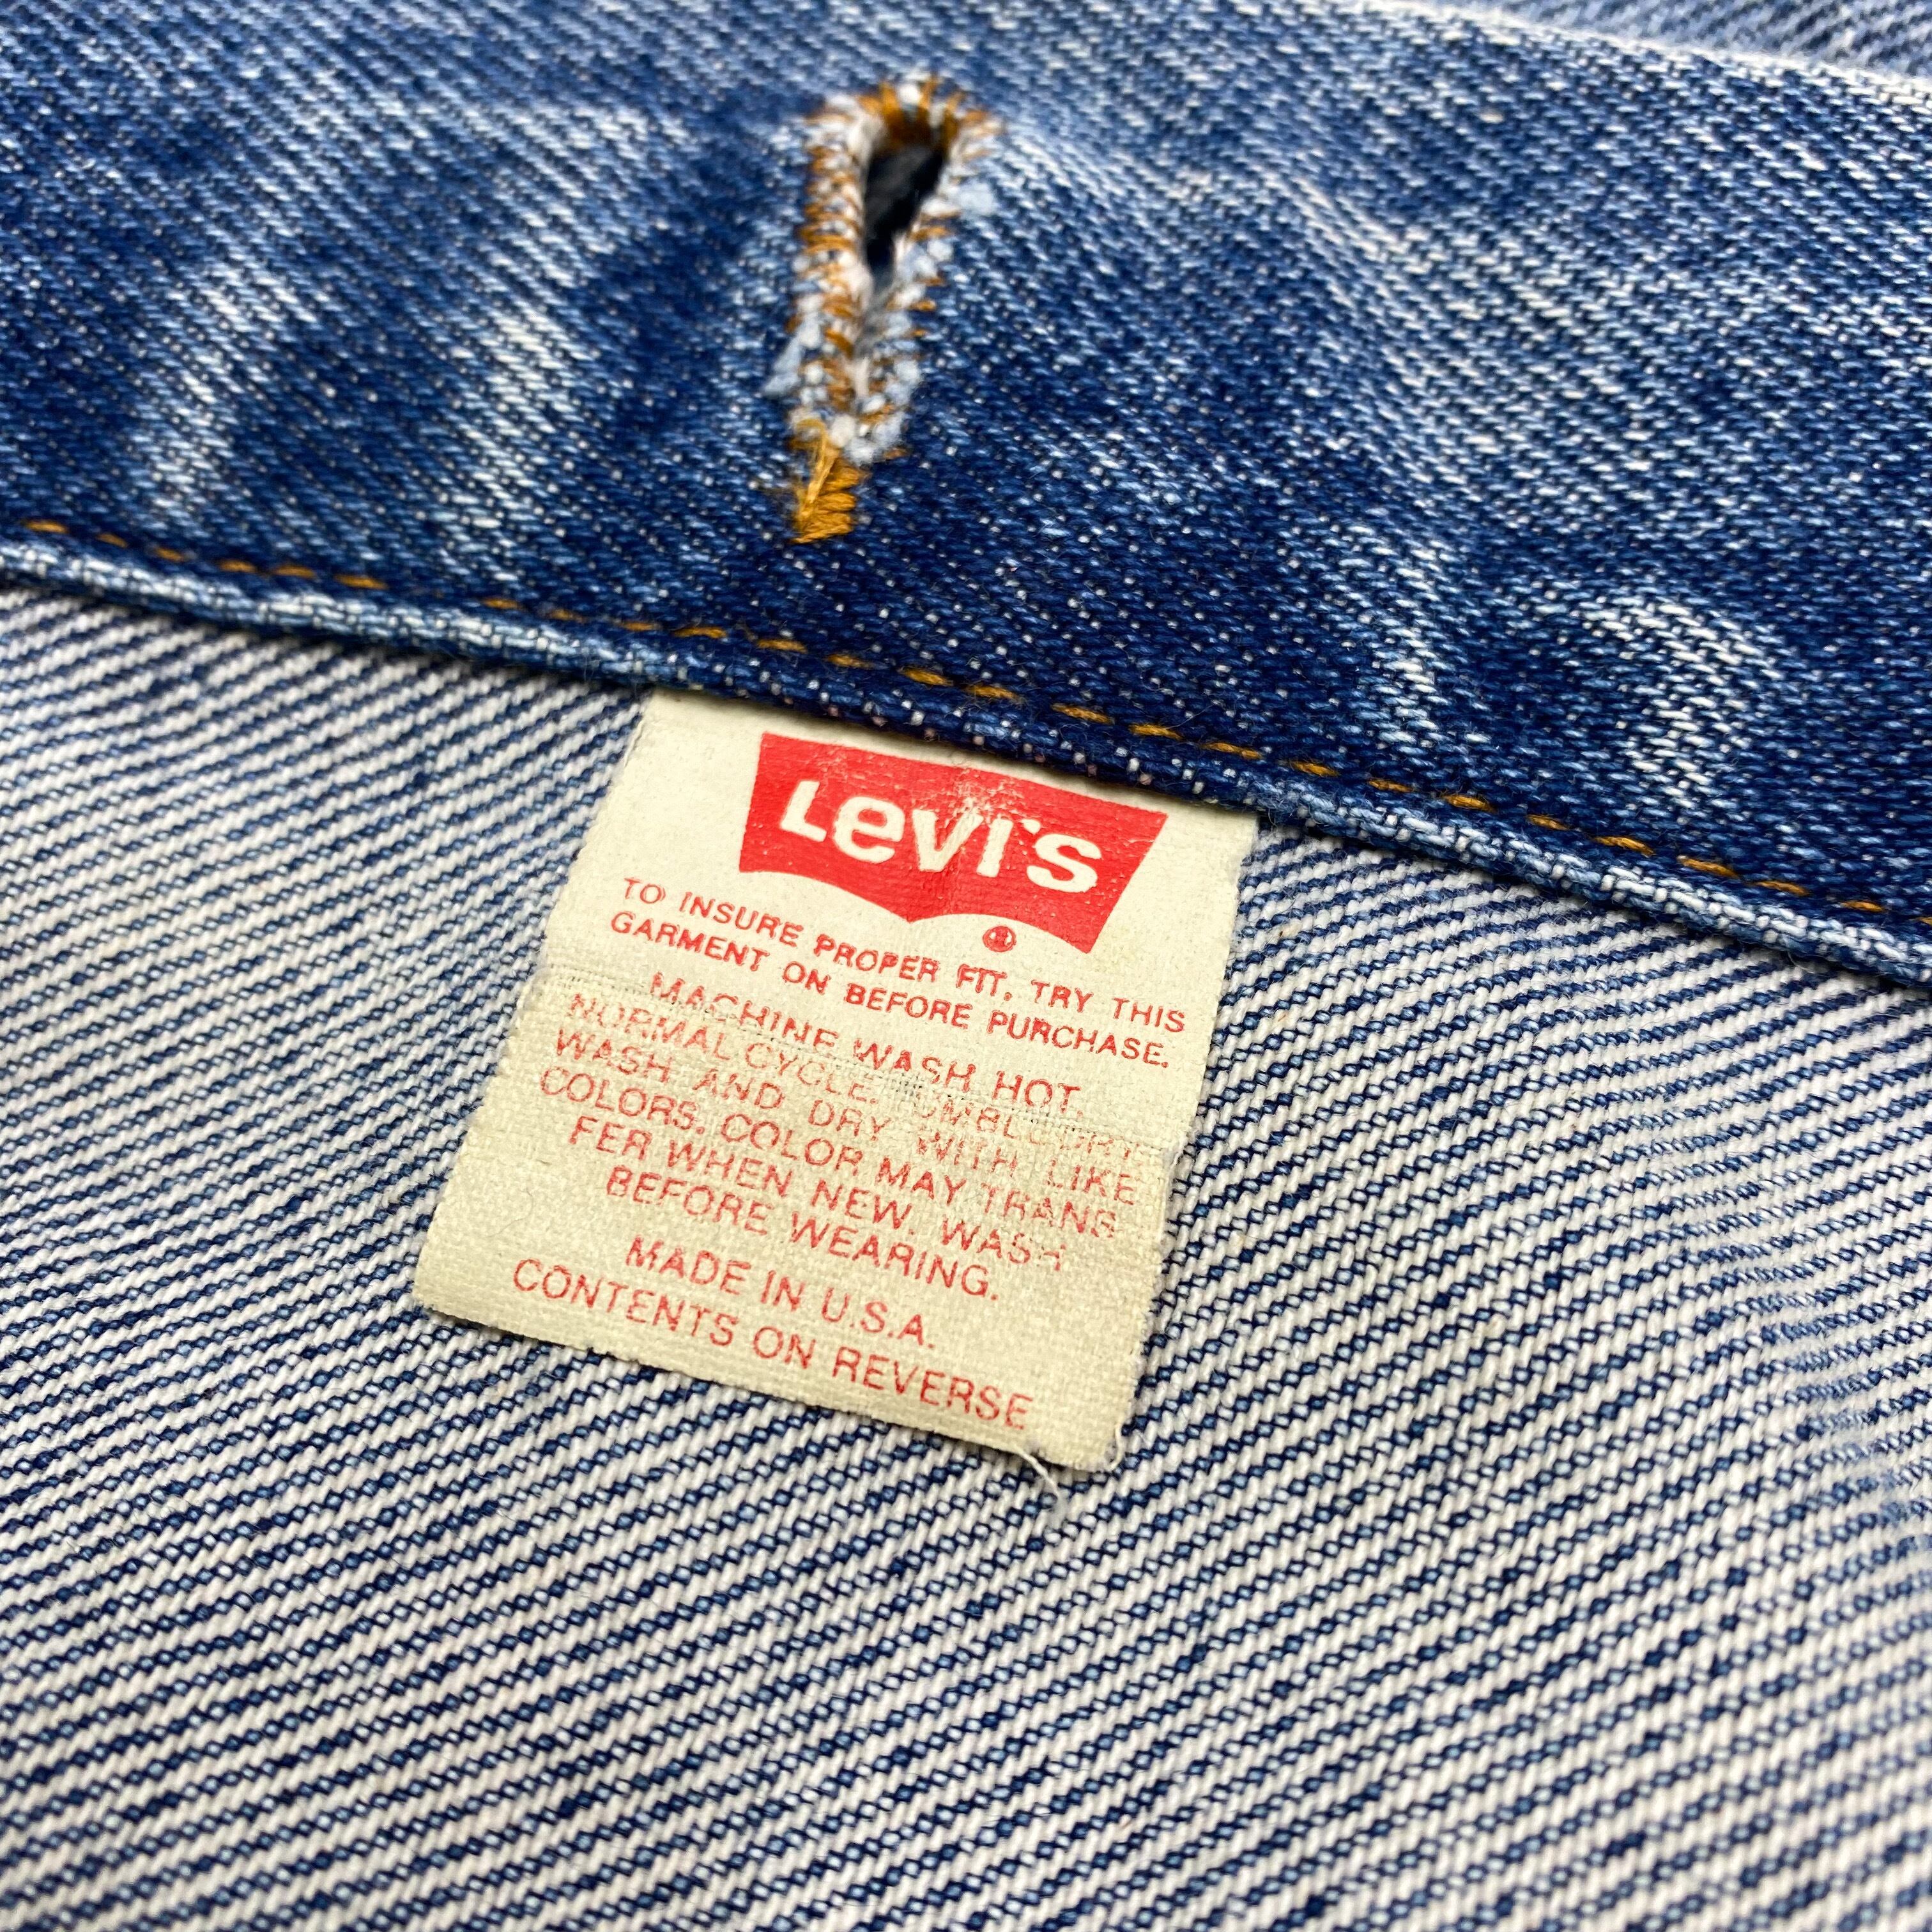 Levi's
®
TO INSURE PROPER FIT, TRY THIS
GARMENT ON BEFORE PURCHASE.
MACHINE WASH HOT,
NORMAL CYCLE. DRY.
WASH AND DRY WITH LIKE
COLORS. COLOR MAY TRANS
FER WHEN NEW. WASH
BEFORE WEARING.
MADE IN U.S.A.
CONTENTS ON REVERSE